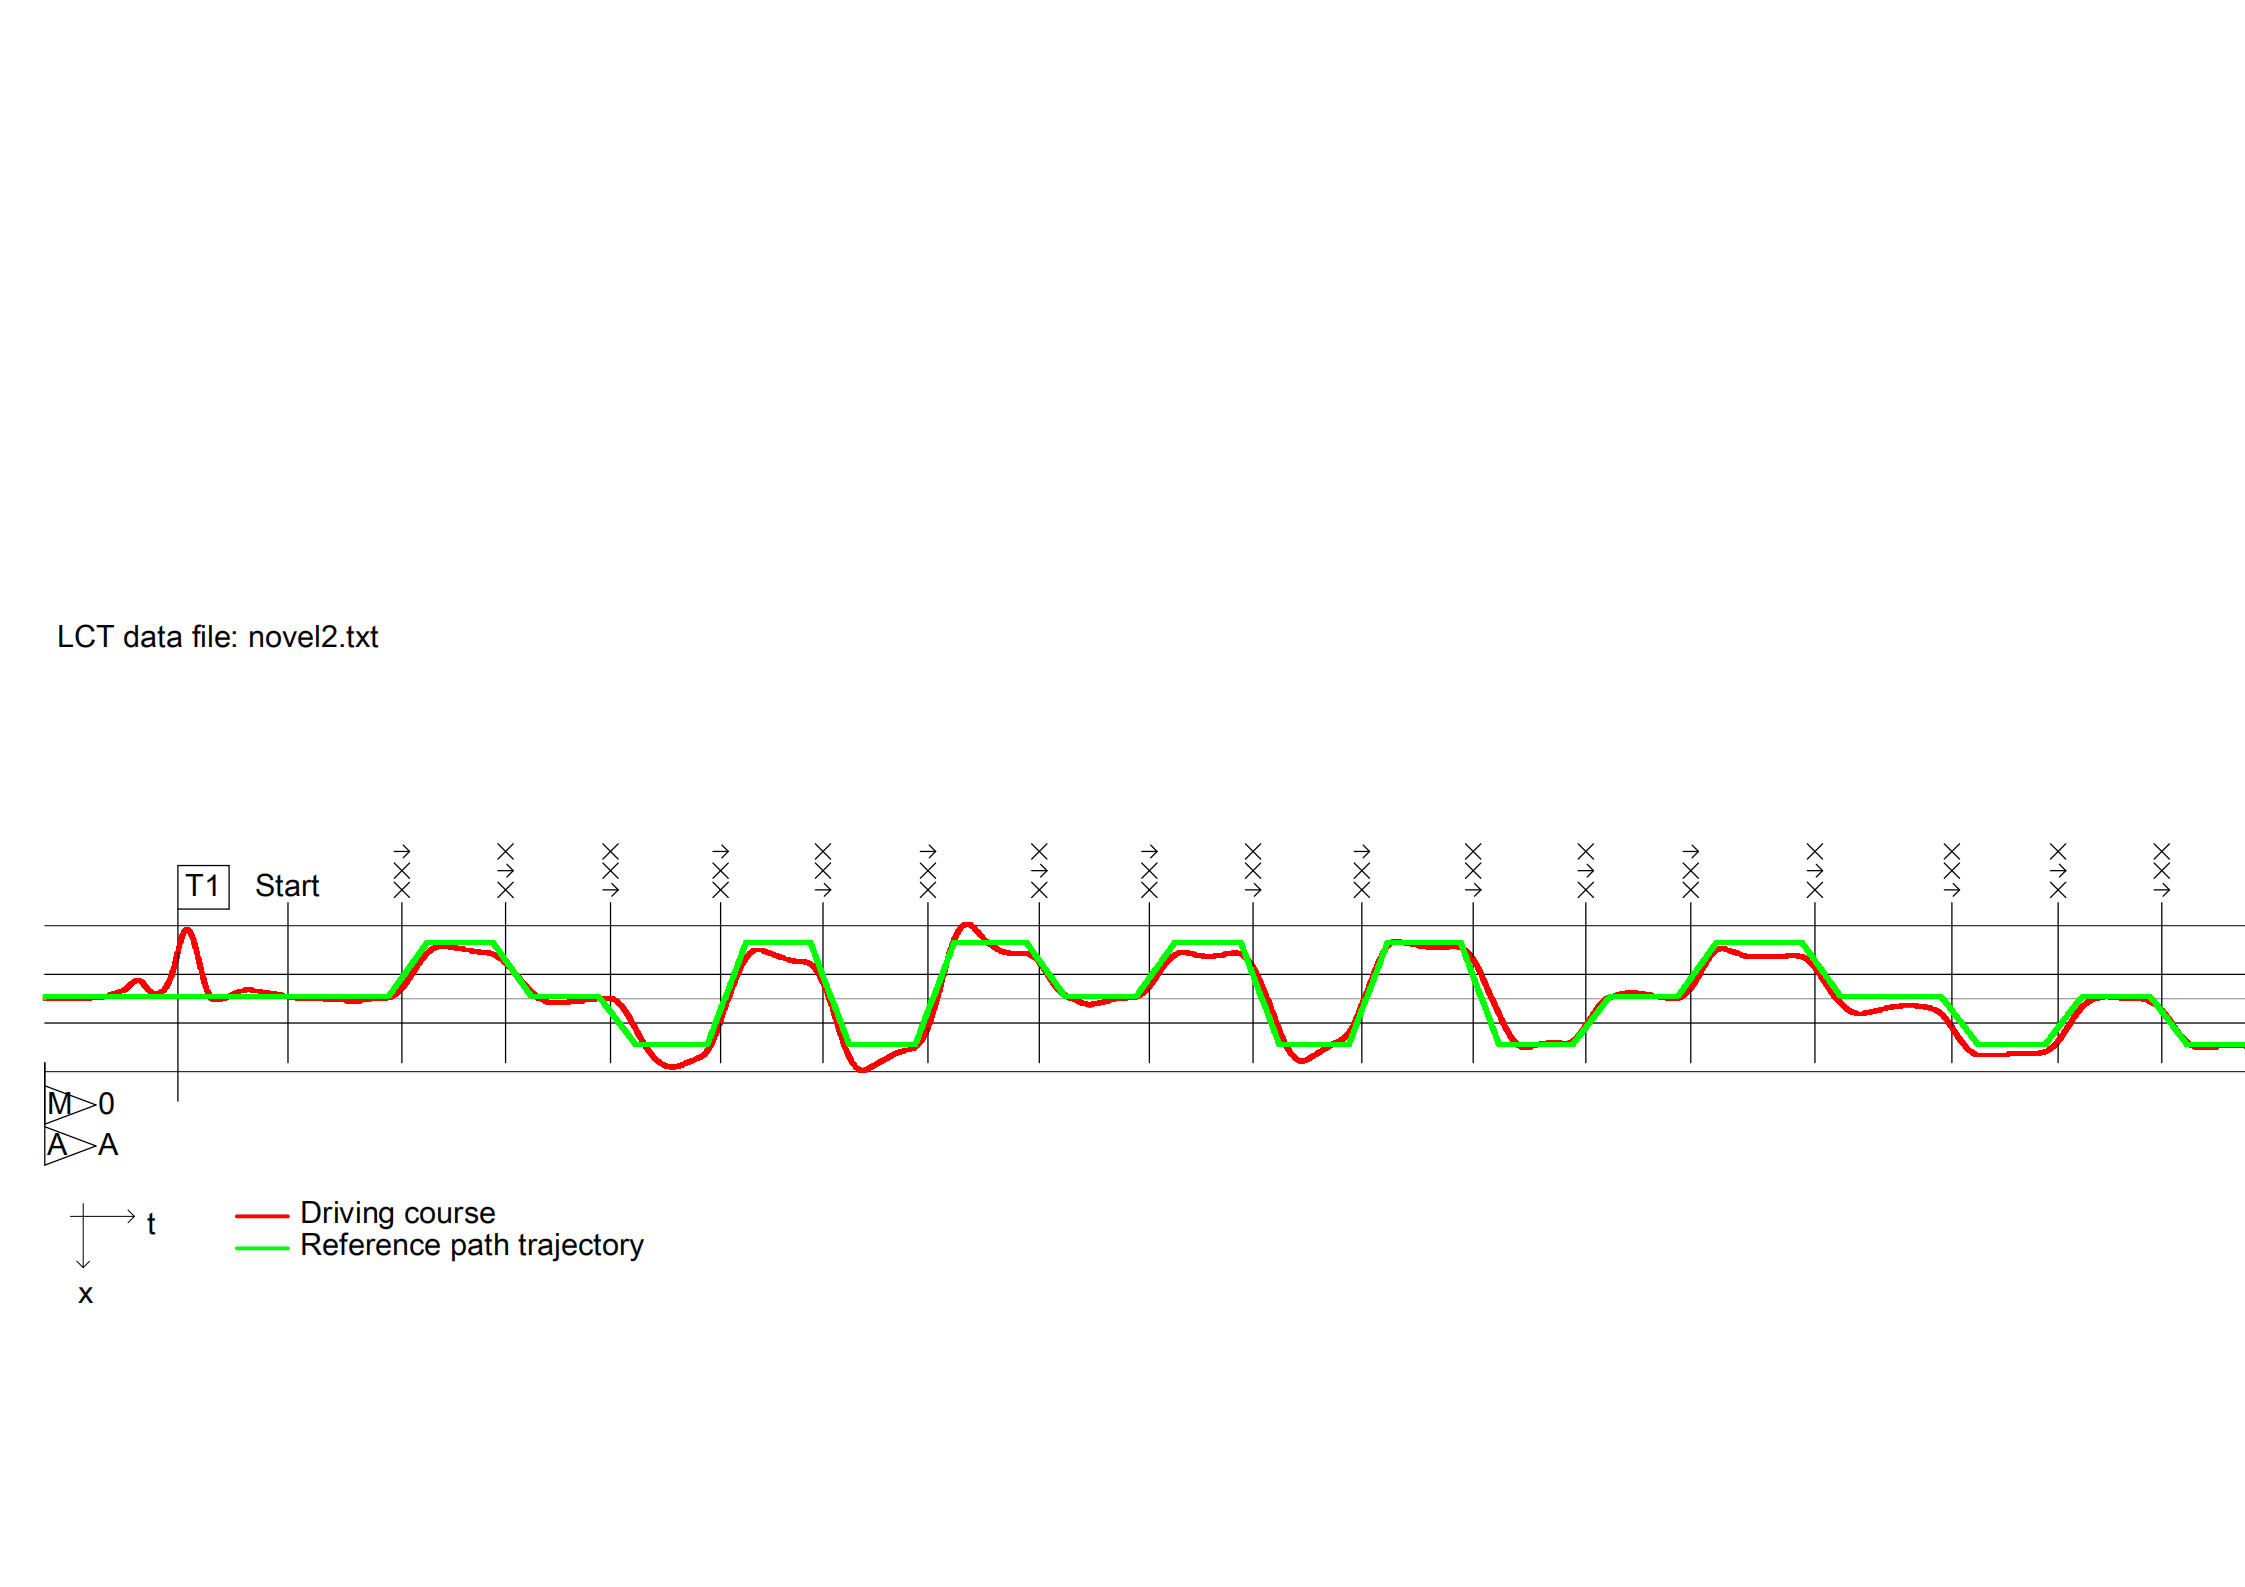 LCT data file: novel2.txt
T1 Start
M 0
A A
t
Driving course
Reference path trajectory
x